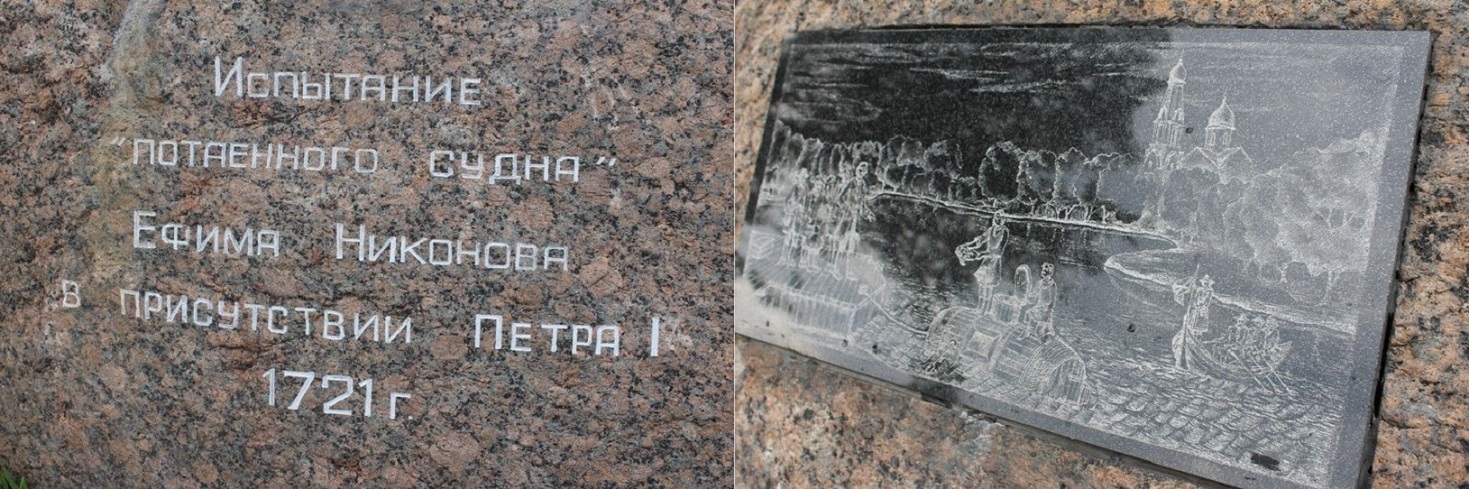 Испытание
"потаенного судна"
Ефима Никонова
в присутствии Петра I
1721 г